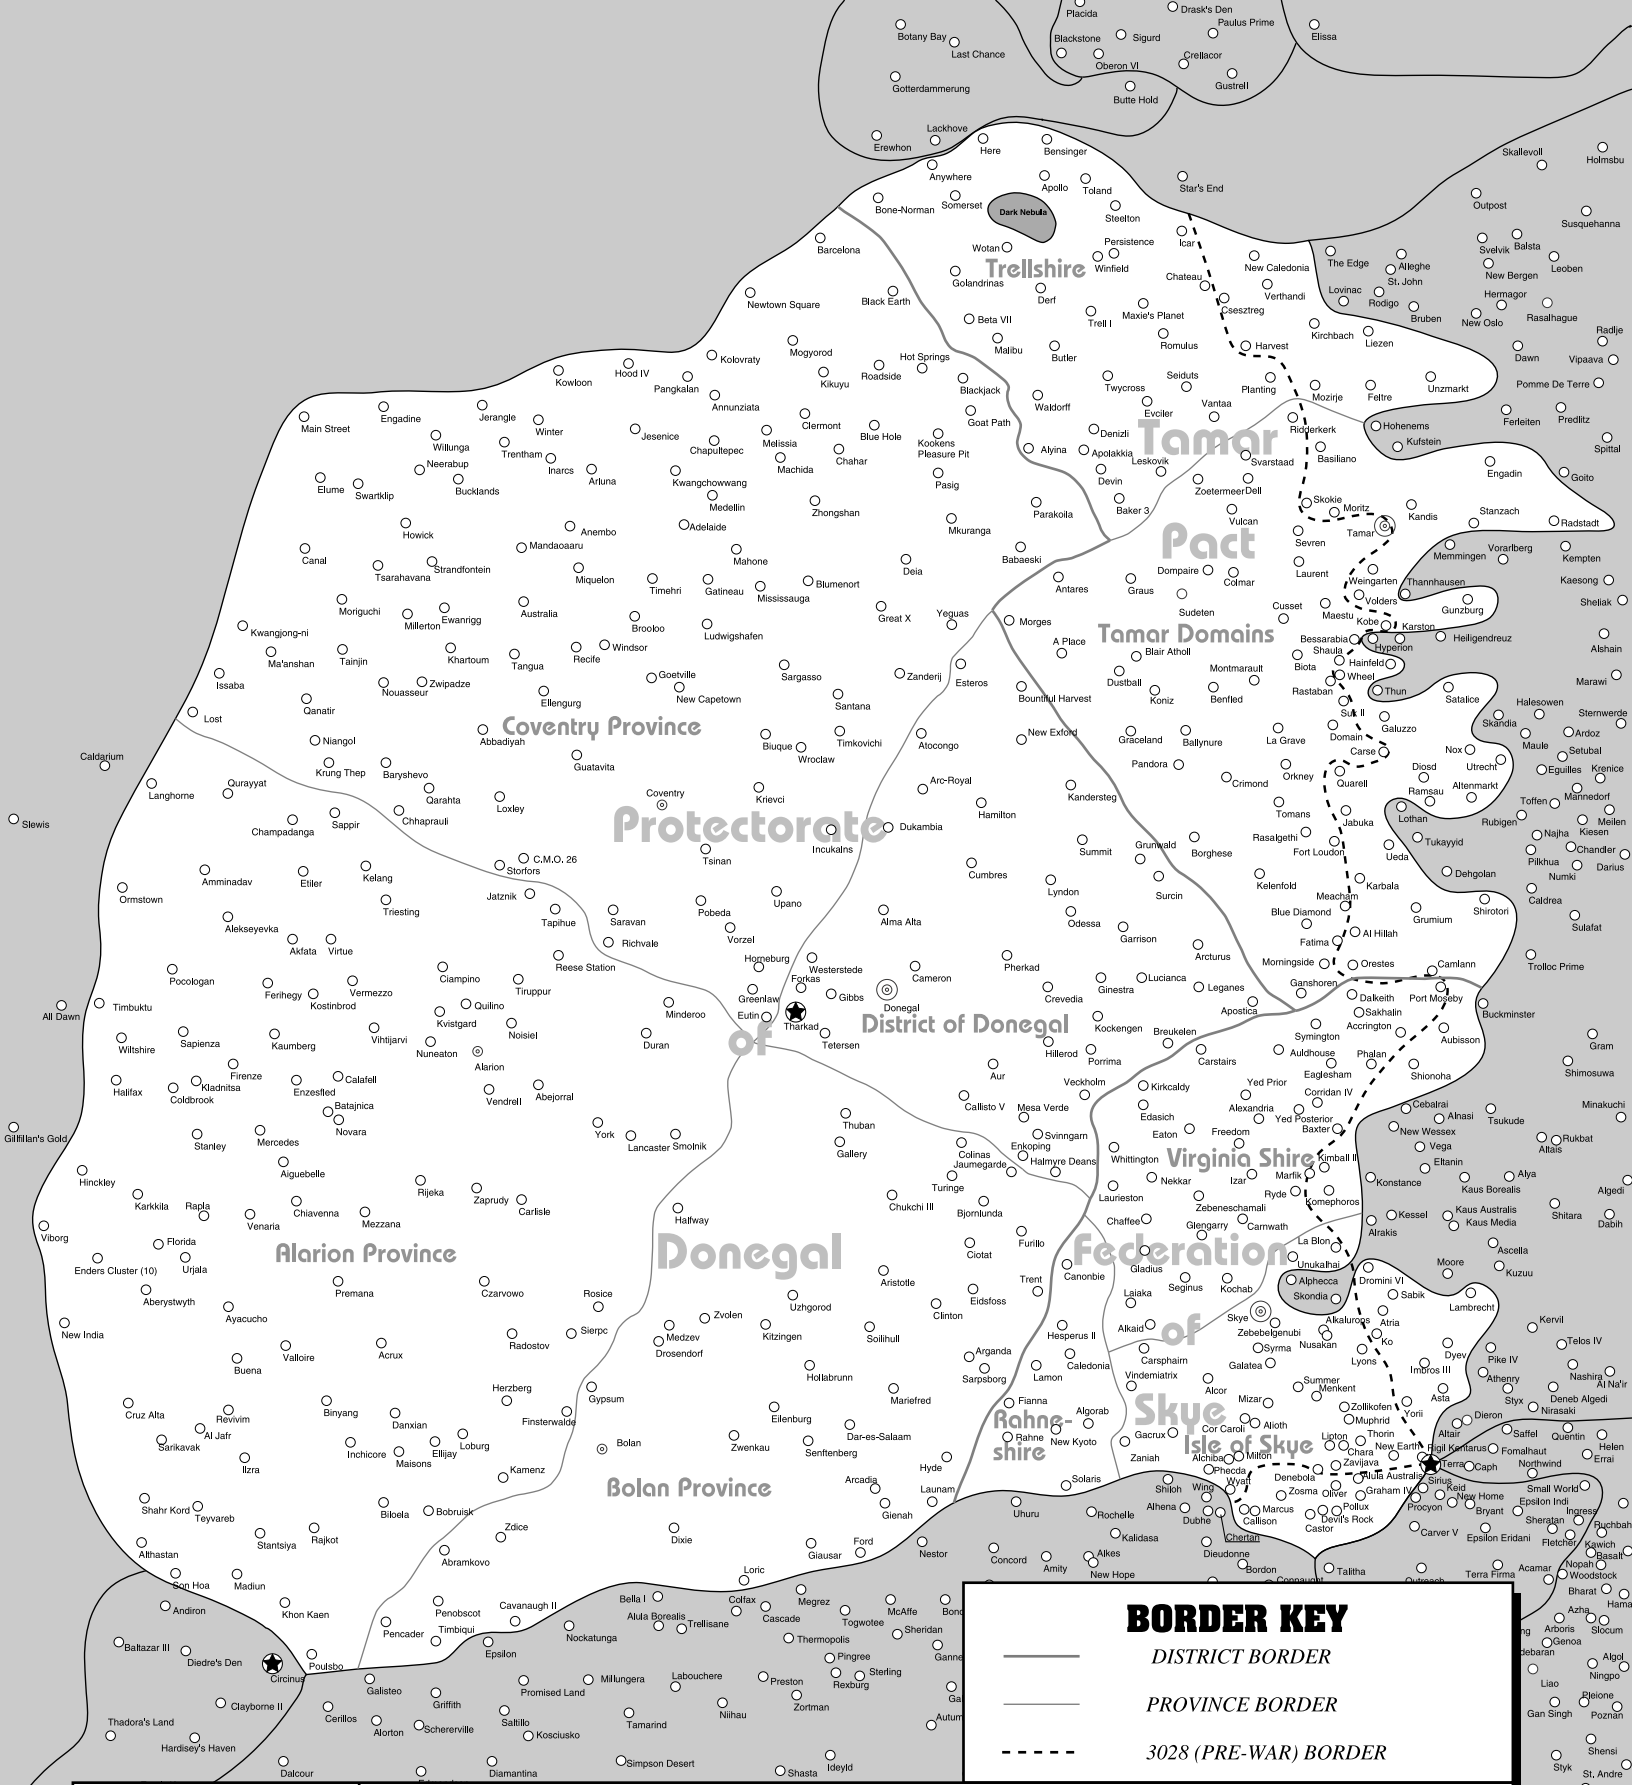 Placida
Drask's Den
Paulus Prime
Botany Bay
Last Chance
Blackstone
Sigurd
Elissa
Crellacor
Oberon VI
Gotterdammerung
Gustrell
Butte Hold
Lackhove
Erewhon
Here
Bensinger
Skallevoll
Holmsbu
Anywhere
Apollo
Toland
Star's End
Bone-Norman
Somerset
Dark Nebula
Steelton
Outpost
Susquehanna
Barcelona
Wotan
Persistence
Icar
Svelvik
Balsta
Trellshire
Winfield
New Caledonia
The Edge
Alleghe
St. John
New Bergen
Leoben
Golandrinas
Chateau
Verthandi
Lovinac
Rodigo
Hermagor
Newtown Square
Black Earth
Derf
Csesztreg
Bruben
New Oslo
Rasalhague
Beta VII
Trell I
Maxie's Planet
Kirchbach
Liezen
Radlje
Mogyorod
Malibu
Butler
Romulus
Harvest
Dawn
Vipaava
Kolovraty
Hot Springs
Roadside
Kowloon
Hood IV
Pangkalan
Kikuyu
Blackjack
Twycross
Seiduts
Planting
Unzmarkt
Pomme De Terre
Annunziata
Waldorff
Evciler
Vantaa
Mozirje
Feltre
Main Street
Engadine
Jerangle
Winter
Clermont
Goat Path
Ridderkerk
Hohenems
Ferleiten
Predlitz
Willunga
Jesenice
Melissia
Blue Hole
Kookens
Pleasure Pit
Denizli
Tamar
Kufstein
Spittal
Trentham
Chapultepec
Machida
Chahar
Alyina
Apolakkia
Leskovik
Svarstaad
Basiliano
Neerabup
Inarcs
Arluna
Kwangchowwang
Pasig
Devin
Engadin
Goito
Elume
Swartklip
Bucklands
Medellin
Zhongshan
Zoetermeer
Dell
Baker 3
Skokie
Moritz
Kandis
Stanzach
Radstadt
Howick
Anembo
Adelaide
Mkuranga
Parakoila
Vulcan
Tamar
Sevren
Pact
Canal
Mandaoaaru
Mahone
Deia
Babaeski
Memmingen
Vorarlberg
Kempten
Tsarahavana
Strandfontein
Miquelon
Timehri
Gatineau
Mississauga
Blumenort
Antares
Graus
Dompaire
Colmar
Laurent
Weingarten
Thannhausen
Kaesong
Moriguchi
Millerton
Ewanrigg
Australia
Brooloo
Ludwigshafen
Great X
Yeguas
Morges
Sudeten
Cusset
Maestu
Volders
Gunzburg
Sheliak
Kobe
Karston
Kwangjong-ni
Tamar Domains
Bessarabia
Hyperion
Heiligendreuz
Alshain
Ma'anshan
Tainjin
Khartoum
Tangua
Recife
Windsor
A Place
Blair Atholl
Shaula
Hainfeld
Issaba
Nouasseur
Zwipadze
Goetville
New Capetown
Sargasso
Zanderij
Esteros
Dustball
Montmarault
Biota
Wheel
Marawi
Qanatir
Ellengurg
Santana
Bountiful Harvest
Koniz
Benfled
Rastaban
Thun
Satalice
Lost
Coventry Province
Suk II
Galuzzo
Skandia
Halesowen
Sternwerde
Niangol
Abbadiyah
Biuque
Timkovichi
Atocongo
New Exford
Graceland
Ballynure
La Grave
Domain
Maule
Ardoz
Caldarium
Krung Thep
Baryshevo
Guatavita
Wroclaw
Pandora
Carse
Nox
Utrecht
Setubal
Langhorne
Qurayyat
Qarahta
Loxley
Coventry
Krievci
Arc-Royal
Kandersteg
Crimond
Orkney
Quarell
Diosd
Ramsau
Altenmarkt
Eguilles
Krenice
Slewis
Champadanga
Sappir
Chhaprauli
Protectorate
Dukambia
Hamilton
Tomans
Jabuka
Lothan
Toffen
Mannedorf
Rubigen
Meilen
Incukalns
Rasalgethi
Tukayyid
Najha
Kiesen
C.M.O. 26
Storfors
Tsinan
Summit
Grunwald
Borghese
Fort Loudon
Ueda
Pilkhua
Chandler
Amminadav
Etiler
Kelang
Cumbres
Dehgolan
Numki
Darius
Ormstown
Triesting
Jatznik
Tapihue
Saravan
Pobeda
Upano
Lyndon
Surcin
Kelenfold
Karbala
Meacham
Shirotori
Caldrea
Alekseyevka
Alma Alta
Odessa
Blue Diamond
Grumium
Sulafat
Akfata
Virtue
Richvale
Vorzel
Garrison
Fatima
Al Hillah
Pocologan
Ciampino
Reese Station
Horneburg
Westerstede
Cameron
Pherkad
Arcturus
Morningside
Orestes
Camlann
Trolloc Prime
Ferihegy
Vermezzo
Tiruppur
Forkas
All Dawn
Timbuktu
Kostinbrod
Quilino
Minderoo
Greenlaw
Gibbs
Donegal
Crevedia
Ginestra
Lucianca
Leganes
Ganshoren
Dalkeith
Port Moseby
Buckminster
Kvistgard
Eutin
Tharkad
Tetersen
District of Donegal
Kockengen
Breukelen
Apostica
Sakhalin
Accrington
Wiltshire
Sapienza
Kaumberg
Vihtijarvi
Nuneaton
Noisiel
Duran
of
Hillerod
Porrima
Carstairs
Symington
Aubisson
Gram
Firenze
Alarion
Aur
Auldhouse
Phalan
Halifax
Kladnitsa
Coldbrook
Enzesfled
Calafell
Vendrell
Abejorral
Veckholm
Kirkcaldy
Yed Prior
Eaglesham
Shionoha
Shimosuwa
Batajnica
Novara
Callisto V
Mesa Verde
Edasich
Alexandria
Corridan IV
Cebalrai
Alnasi
Tsukude
Minakuchi
Gillfillan's Gold
Stanley
Mercedes
York
Lancaster
Smolnik
Thuban
Gallery
Svinngarn
Eaton
Freedom
Yed Posterior
Baxter
New Wessex
Vega
Altais
Rukbat
Hinckley
Aiguebelle
Colinas
Jaumegarde
Enkoping
Halmyre Deans
Whittington
Virginia Shire
Kimball II
Eltanin
Karkkila
Rijeka
Zaprudy
Turinge
Nekkar
Izar
Marfik
Konstance
Kaus Borealis
Alya
Algedi
Rapla
Chiavenna
Carlisle
Chukchi III
Bjornlunda
Laurieston
Zebeneschamali
Ryde
Komephoros
Viborg
Venaria
Mezzana
Halfway
Chaffee
Glengarry
Carnwath
Alrakis
Kessel
Kaus Australis
Kaus Media
Shitara
Dabih
Florida
Alarion Province
Donegal
Ciotat
Furillo
Federation
La Blon
Ascella
Enders Cluster (10)
Urjala
Gladius
Unukalhai
Moore
Kuzuu
Aberystwyth
Premana
Czarvowo
Rosice
Aristotle
Uzhgorod
Eidsfoss
Trent
Canonbie
Seginus
Kochab
Alphecca
Skondia
Dromini VI
Sabik
Lambrecht
Ayacucho
Zvolen
Clinton
Laiaka
Skye
New India
Sierpc
Medzev
Kitzingen
Soilihull
Hesperus II
Alkaid
of
Zebebelgenubi
Alkalurops
Atria
Kervil
Buena
Valloire
Acrux
Radostov
Drosendorf
Arganda
Caledonia
Carsphairn
Syrma
Nusakan
Ko
Dyev
Telos IV
Hollabrunn
Sarpsborg
Lamon
Galatea
Lyons
Imbros III
Pike IV
Cruz Alta
Revivim
Binyang
Herzberg
Gypsum
Mariefred
Vindemiatrix
Alcor
Summer
Menkent
Asta
Athenry
Nashira
Al Na'ir
Al Jafr
Danxian
Finsterwalde
Eilenburg
Fianna
Algorab
Skye
Mizar
Zollikofen
Yorii
Styx
Deneb Algedi
Sarikavak
Inchicore
Maisons
Ellijay
Loburg
Bolan
Zwenkau
Senftenberg
Dar-es-Salaam
Rahne-
shire
Rahne
New Kyoto
Gacrux
Cor Caroli
Alioth
Muphrid
Dieron
Nirasaki
Saffel
Quentin
Ilzra
Kamenz
Hyde
Zaniah
Isle of Skye
Lipton
Thorin
Chara
New Earth
Rigil Kentarus
Fomalhaut
Helen
Errai
Alchiba
Milton
Zavijava
Terra
Caph
Northwind
Bolan Province
Arcadia
Launam
Solaris
Phecda
Wyatt
Denebola
Alula Australis
Sirius
Shahr Kord
Teyvareb
Biloela
Bobruisk
Gienah
Uhuru
Shiloh
Wing
Zosma
Oliver
Graham IV
Keid
New Home
Small World
Alhena
Dubhe
Marcus
Pollux
Procyon
Bryant
Epsilon Indi
Ingress
Rochelle
Callison
Devil's Rock
Castor
Carver V
Sheratan
Ruchbah
Althastan
Stantsiya
Rajkot
Zdice
Abramkovo
Dixie
Giausar
Ford
Nestor
Concord
Amity
Kalidasa
Alkes
New Hope
Chertan
Dieudonne
Bordon
Talitha
Epsilon Eridani
Fletcher
Kawich
Basalt
Son Hoa
Madiun
Loric
Connaught
Outreach
Terra Firma
Acamar
Nopah
Woodstock
Andiron
Khon Kaen
Penobscot
Cavanaugh II
Bella I
Colfax
Megrez
McAffe
Bharat
Baltazar III
Pencader
Timbiqui
Nockatunga
Alula Borealis
Trellisane
Cascade
Togwotee
Sheridan
Azha
Arboris
Slocum
Diedre's Den
Poulsbo
Epsilon
Thermopolis
Genoa
Circinus
Galisteo
Promised Land
Millungera
Labouchere
Preston
Pingree
Rexburg
Sterling
Algol
Ningpo
Clayborne II
Griffith
Zortman
Liao
Pleione
Thadora's Land
Cerillos
Alorton
Schererville
Saltillo
Tamarind
Niihau
Gan Singh
Poznan
Hardisey's Haven
Kosciusko
Shensi
Dalcour
Diamantina
Simpson Desert
Shasta
Ideyld
Styk
St. Andre
BORDER KEY
DISTRICT BORDER
PROVINCE BORDER
3028 (PRE-WAR) BORDER